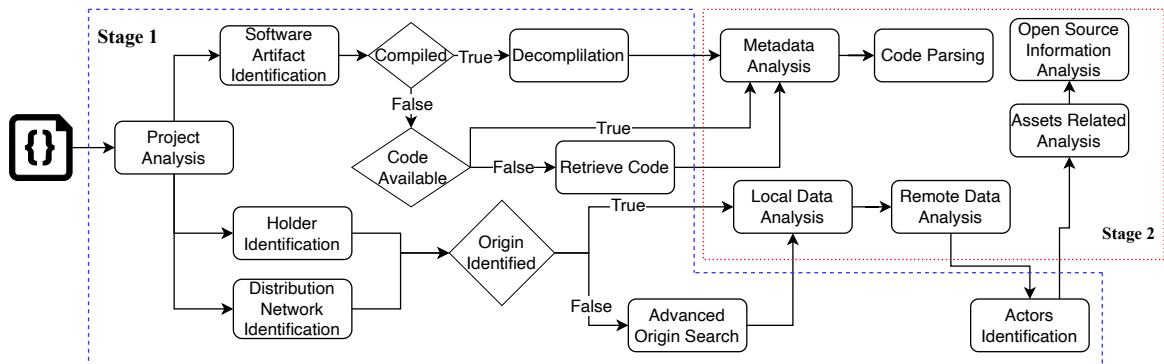 Stage 1
Software
Artifact
Identification
Compiled
True
Decomplilation
Metadata
Analysis
Code Parsing
Open Source
Information
Analysis
False
{}
Project
Analysis
Code
Available
True
False
Retrieve Code
Assets Related
Analysis
Holder
Identification
Origin
Identified
True
Local Data
Analysis
Remote Data
Analysis
Stage 2
Distribution
Network
Identification
False
Advanced
Origin Search
Actors
Identification